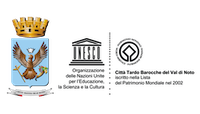 UNESCO
Organizzazione
delle Nazioni Unite
per l'Educazione,
la Scienza e la Cultura
Città Tardo Barocche del Val di Noto
iscritto nella Lista
del Patrimonio Mondiale nel 2002